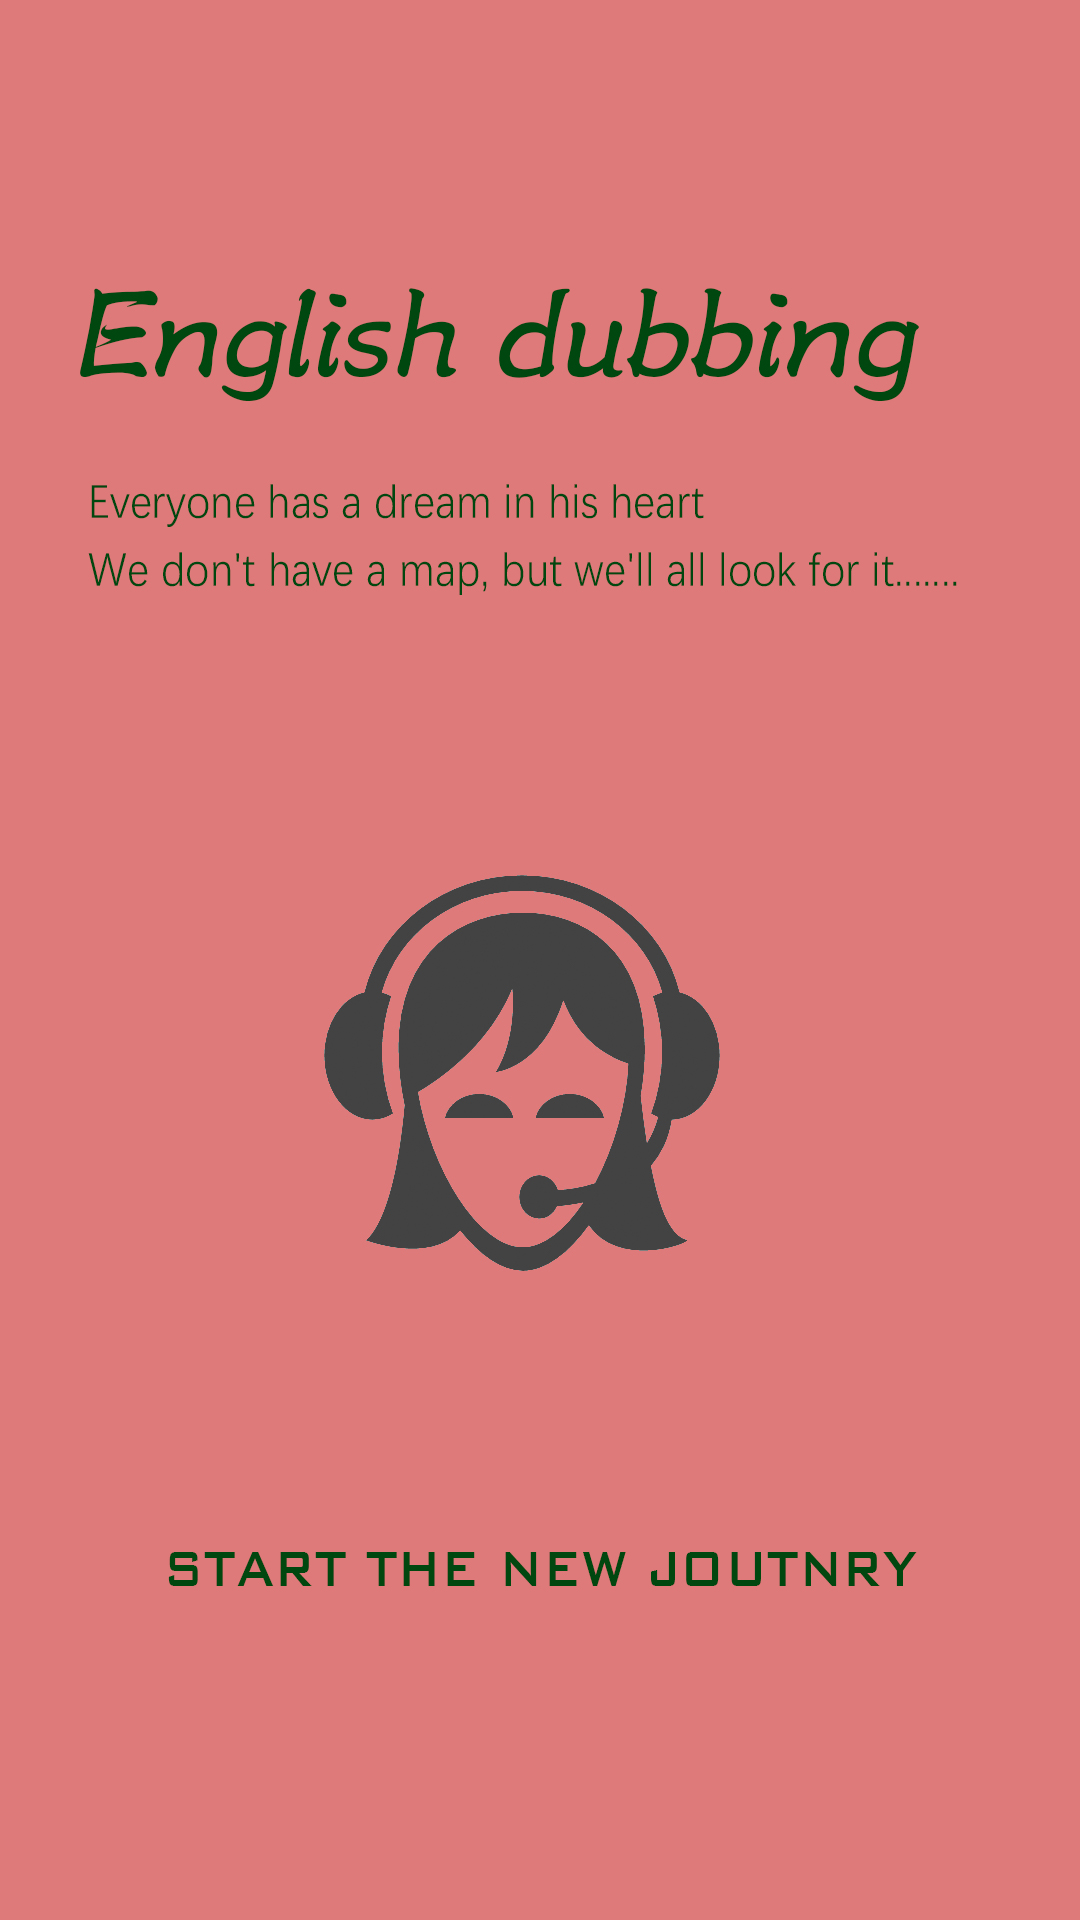 English dubbing
Everyone has a dream in his heart
We don't have a map, but we'll all look for it.......
START THE NEW JOUTNRY